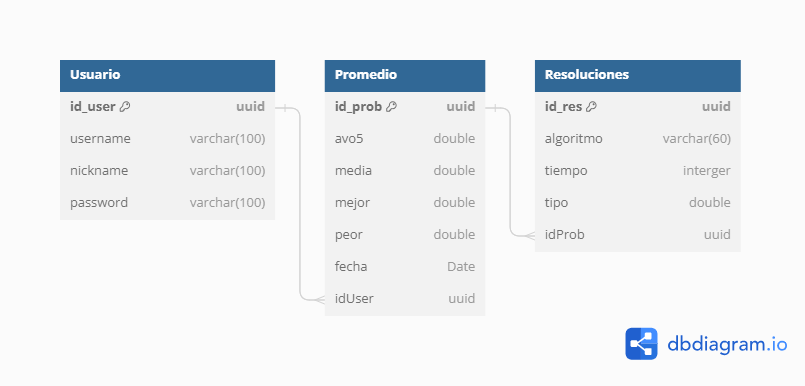 Usuario
id_user uuid
username varchar(100)
nickname varchar(100)
password varchar(100)
Promedio
id_prob uuid
avo5 double
media double
mejor double
peor double
fecha Date
idUser uuid
Resoluciones
id_res uuid
algoritmo varchar(60)
tiempo interger
tipo double
idProb uuid
dbdiagram.io